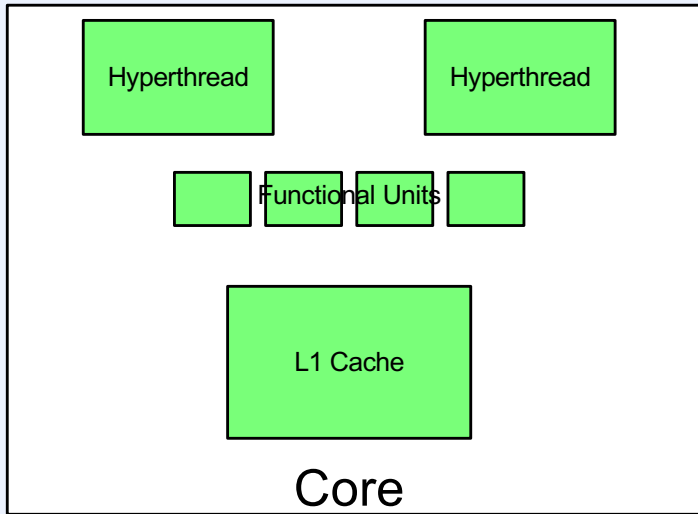 Hyperthread
Hyperthread
Functional Units
L1 Cache
Core